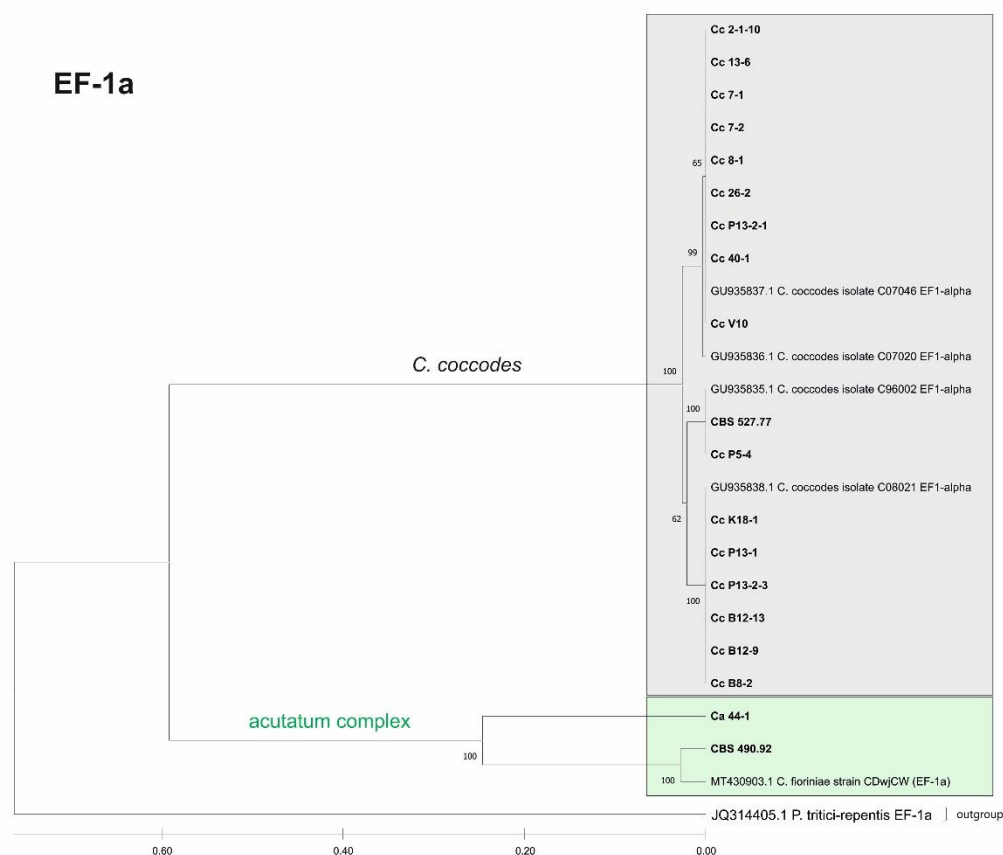 EF-1a
Cc 2-1-10
Cc 13-6
Cc 7-1
Cc 7-2
65
Cc 8-1
Cc 26-2
Cc P13-2-1
99
Cc 40-1
GU935837.1 C. coccodes isolate C07046 EF1-alpha
Cc V10
GU935836.1 C. coccodes isolate C07020 EF1-alpha
C. coccodes
100
GU935835.1 C. coccodes isolate C96002 EF1-alpha
100
CBS 527.77
Cc P5-4
GU935838.1 C. coccodes isolate C08021 EF1-alpha
62
Cc K18-1
Cc P13-1
Cc P13-2-3
100
Cc B12-13
Cc B12-9
Cc B8-2
acutatum complex
Ca 44-1
100
CBS 490.92
100
MT430903.1 C. fioriniae strain CDwjCW (EF-1a)
JQ314405.1 P. tritici-repentis EF-1a | outgroup
0.60 0.40 0.20 0.00